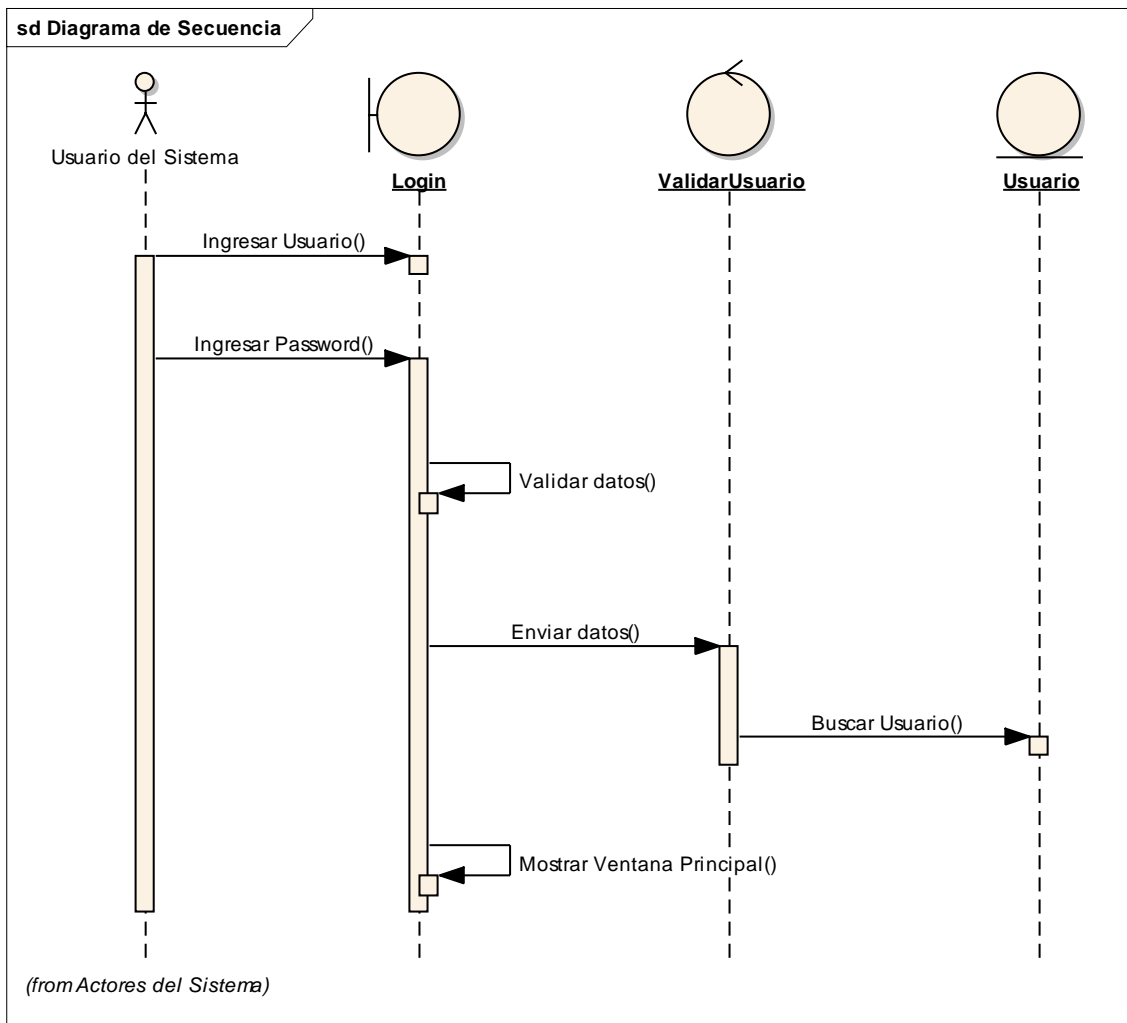 sd Diagrama de Secuencia
Usuario del Sistema
Login
ValidarUsuario
Usuario
Ingresar Usuario()
Ingresar Password()
Validar datos()
Enviar datos()
Buscar Usuario()
Mostrar Ventana Principal()
(from Actores del Sistema)